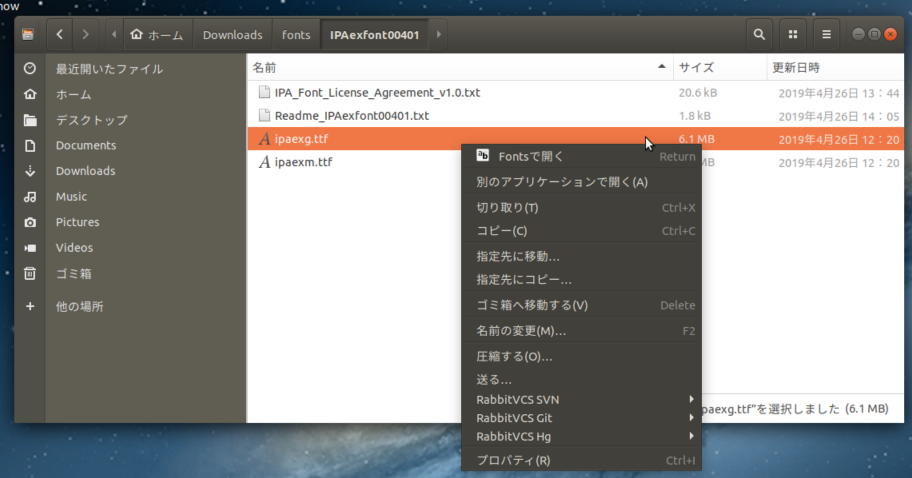 now
ホーム Downloads fonts IPAexfont00401
最近開いたファイル
ホーム
デスクトップ
Documents
Downloads
Music
Pictures
Videos
ゴミ箱
他の場所
名前 サイズ 更新日時
IPA_Font_License_Agreement_v1.0.txt 20.6 kB 2019年4月26日 13：44
Readme_IPAexfont00401.txt 1.8 kB 2019年4月26日 14：05
ipaexg.ttf 6.1 MB 2019年4月26日 12：20
ipaexm.ttf MB 2019年4月26日 12：20
Fontsで開く Return
別のアプリケーションで開く(A)
切り取り(T) Ctrl+X
コピー(C) Ctrl+C
指定先に移動...
指定先にコピー...
ゴミ箱へ移動する(V) Delete
名前の変更(M)... F2
圧縮する(O)...
送る...
RabbitVCS SVN
RabbitVCS Git
RabbitVCS Hg
プロパティ(R) Ctrl+I
paexg.ttf"を選択しました (6.1 MB)